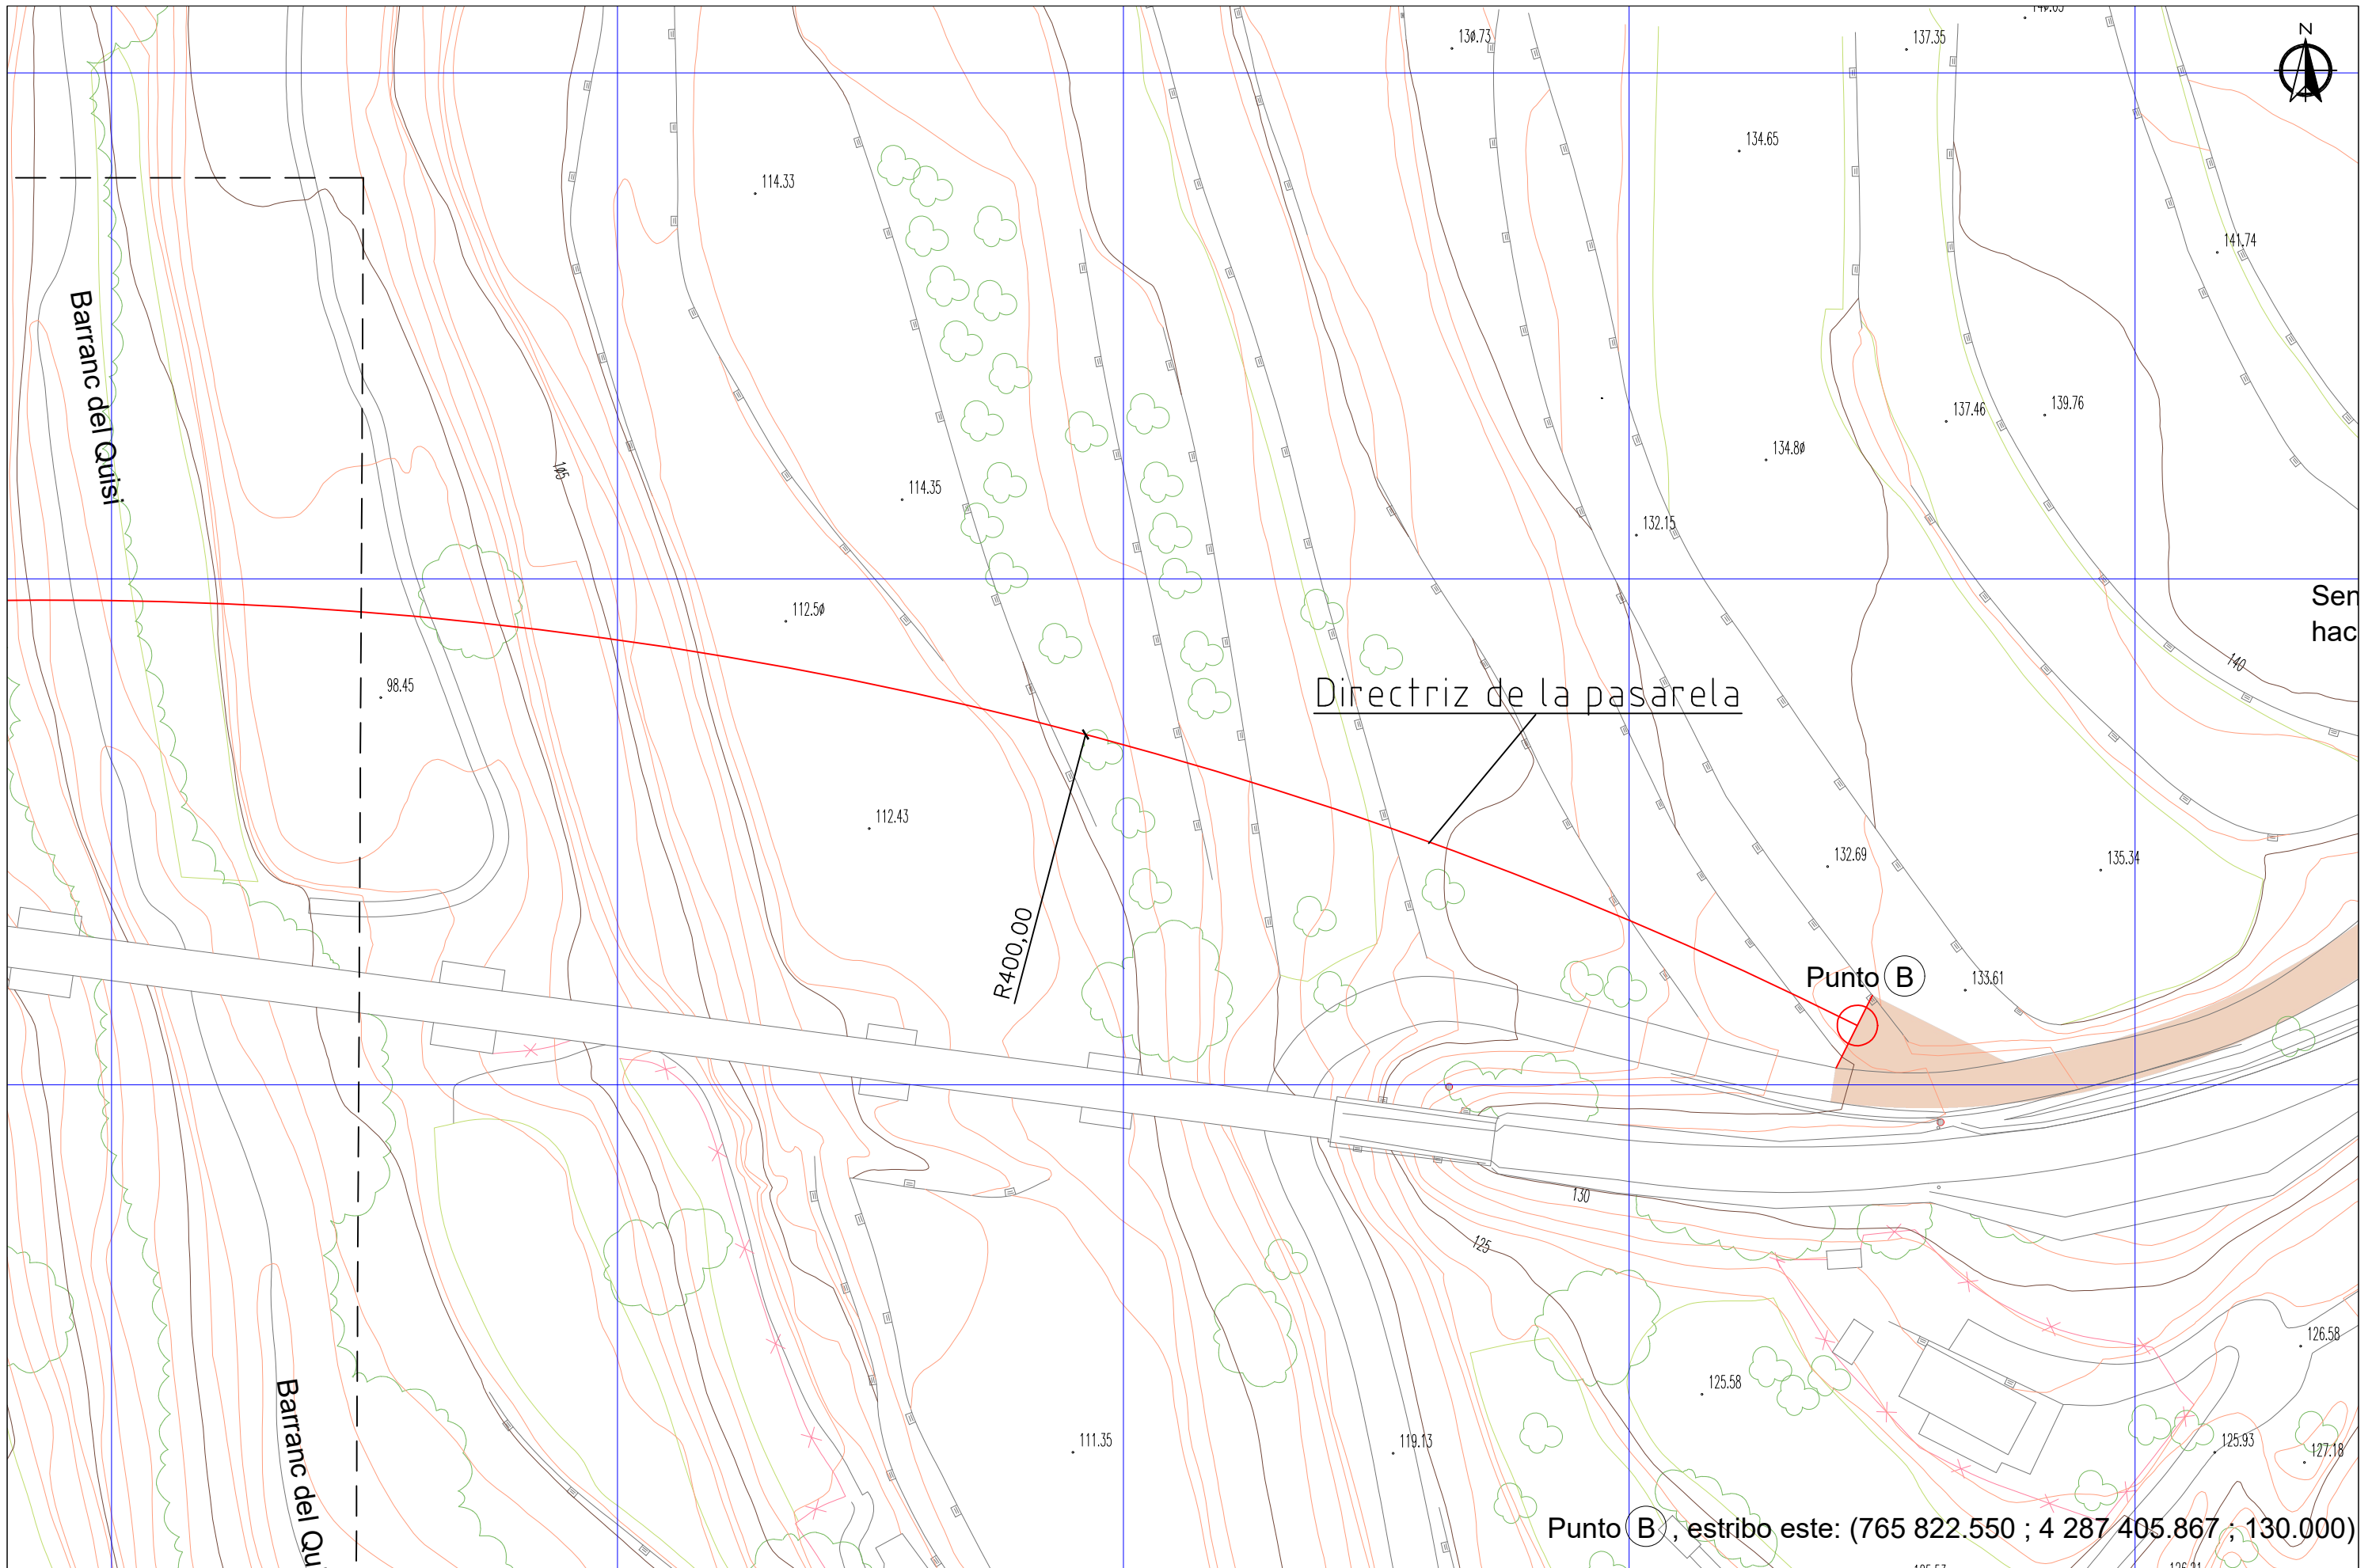 130.73
137.35
N
134.65
114.33
141.74
Barranc del Quisi
137.46
139.76
134.80
105
114.35
132.15
Sen
hac
112.50
140
98.45
Directriz de la pasarela
112.43
132.69
135.34
R400,00
Punto B
133.61
130
125
126.58
125.58
111.35
119.13
125.93
127.18
Barranc del Qu
Punto B , estribo este: (765 822.550 ; 4 287 405.867 ; 130.000)